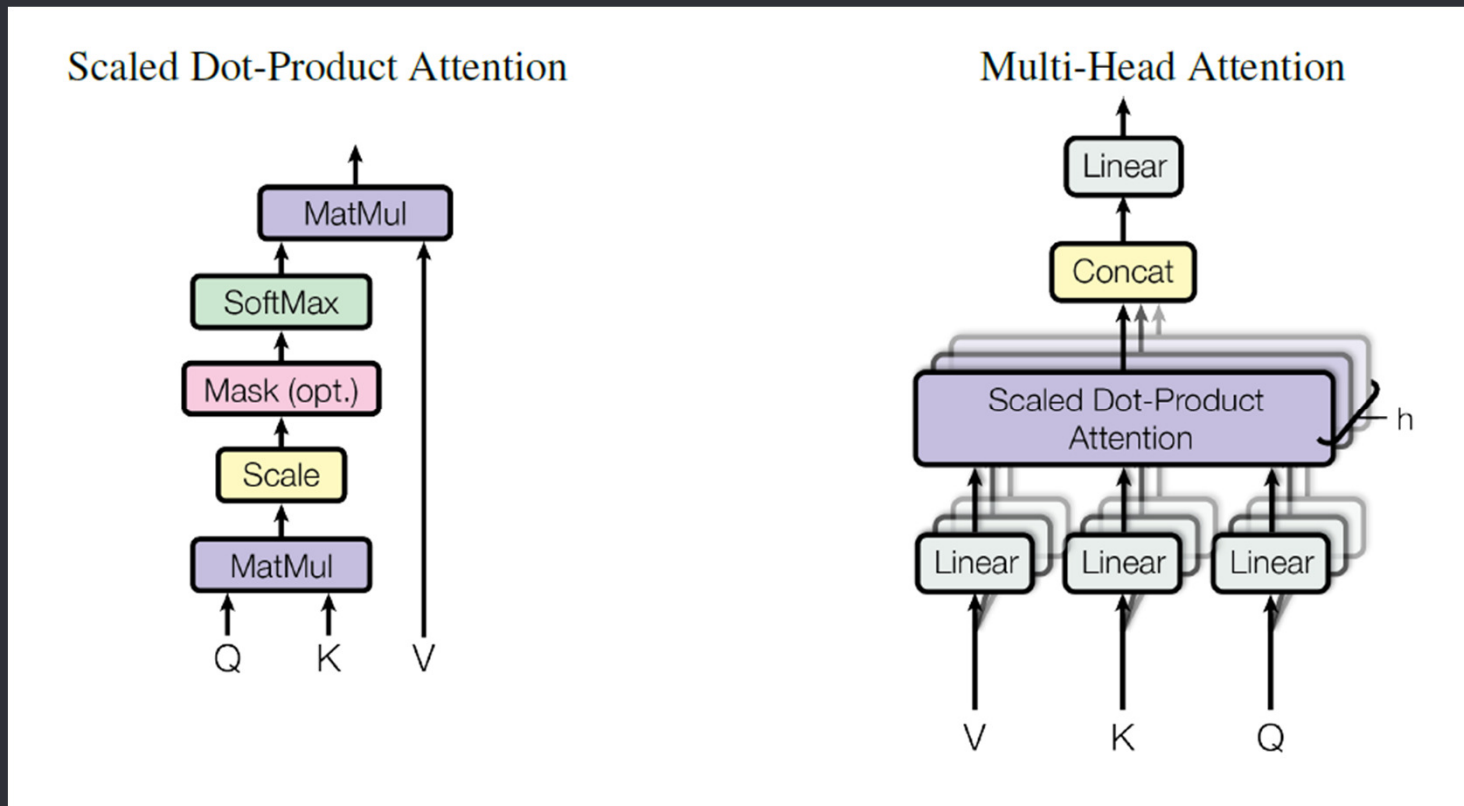 Scaled Dot-Product Attention
MatMul
SoftMax
Mask (opt.)
Scale
MatMul
Q K V
Multi-Head Attention
Linear
Concat
Scaled Dot-Product
Attention
h
Linear Linear Linear
V K Q